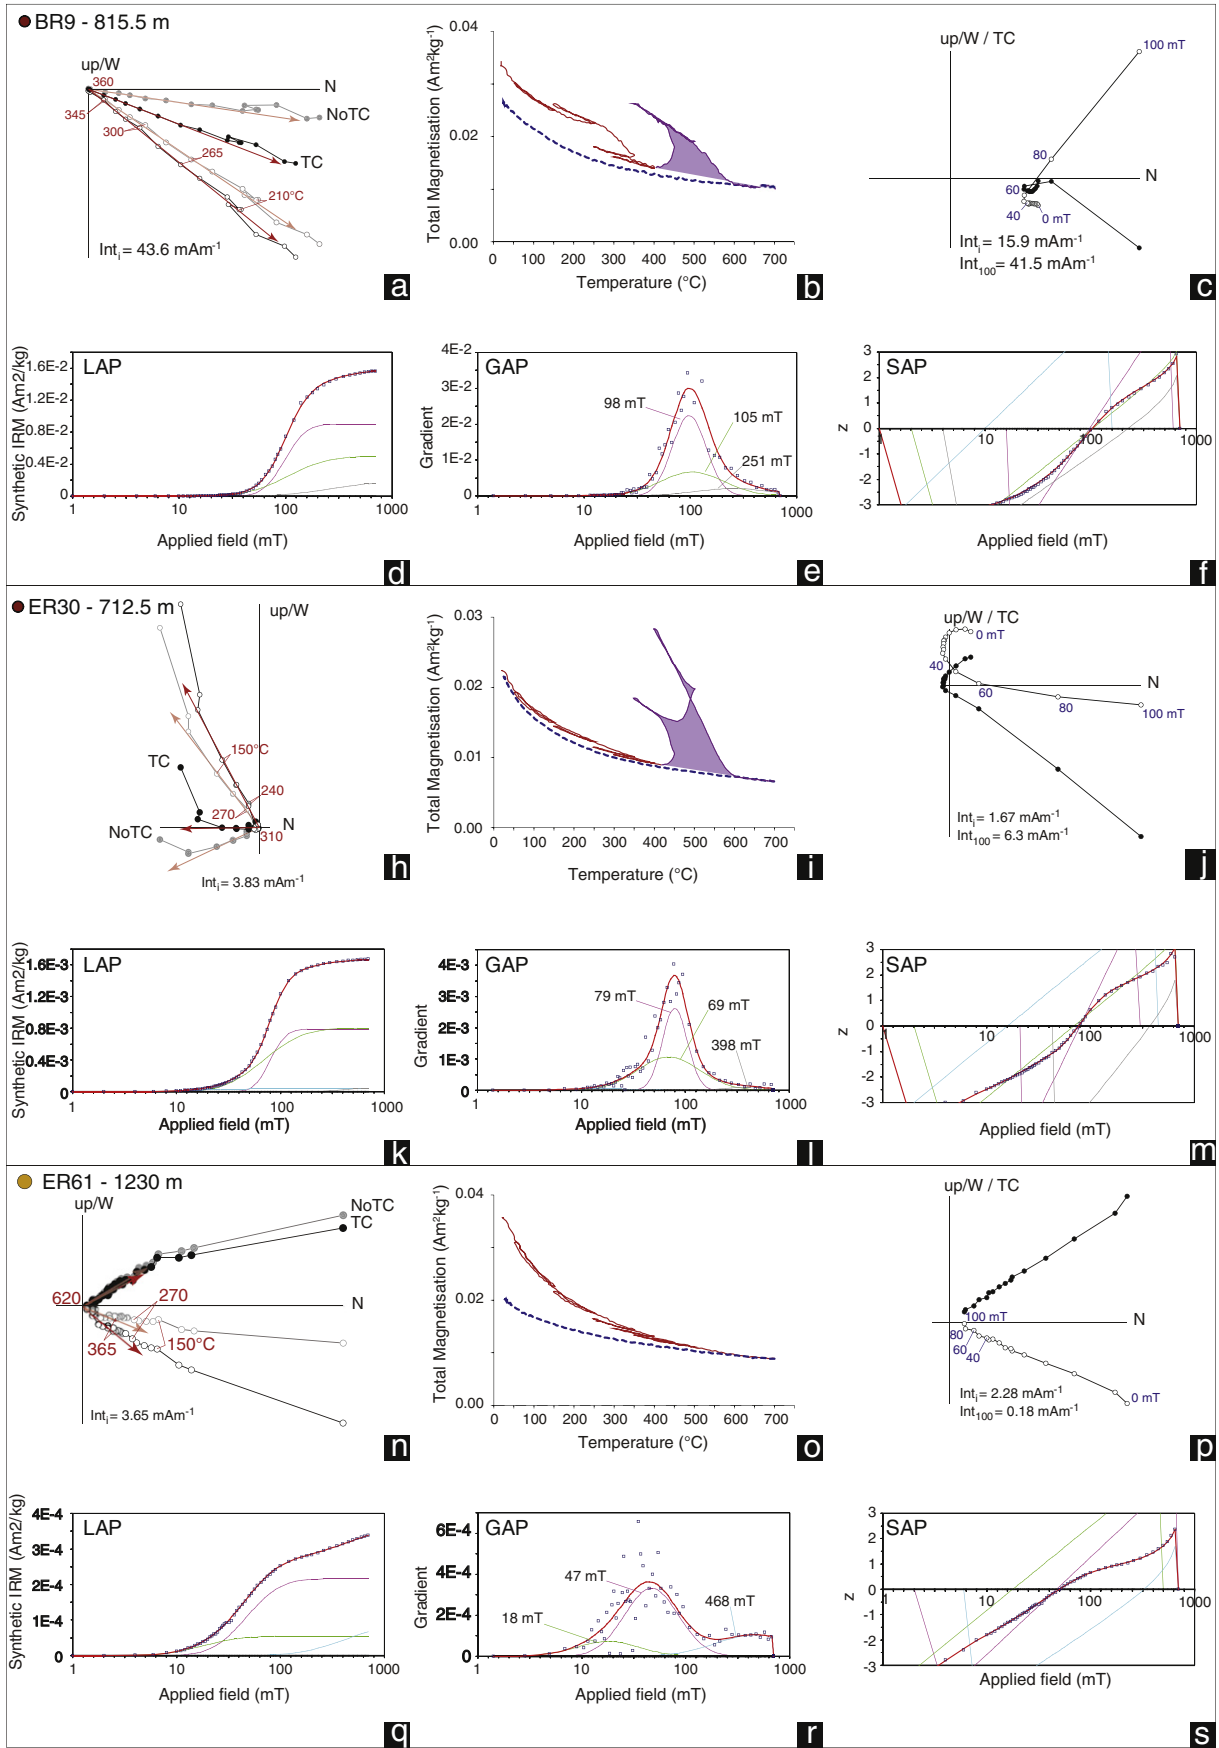 BR9 - 815.5 m
up/W
360
N
NoTC
345
300
TC
265
210°C
Int_i = 43.6 mAm⁻¹
a
Total Magnetisation (Am²kg⁻¹)
0.04
0.02
0.00
0 100 200 300 400 500 600 700
Temperature (°C)
b
up/W / TC
100 mT
80
N
60
40
0 mT
Int_i = 15.9 mAm⁻¹
Int₁₀₀ = 41.5 mAm⁻¹
c
LAP
Synthetic IRM (Am2/kg)
1.6E-2
0.8E-2
0.4E-2
0
1 10 100 1000
Applied field (mT)
d
GAP
Gradient
4E-2
3E-2
2E-2
1E-2
0
98 mT
105 mT
251 mT
1 10 100 1000
Applied field (mT)
e
SAP
z
3
2
1
0
-1
-2
-3
10 100 1000
Applied field (mT)
f
ER30 - 712.5 m
up/W
150°C
TC
240
270
N
NoTC
310
Int_i = 3.83 mAm⁻¹
h
Total Magnetisation (Am²kg⁻¹)
0.03
0.02
0.01
0.00
0 100 200 300 400 500 600 700
Temperature (°C)
i
up/W / TC
0 mT
40
N
60
80
100 mT
Int_i = 1.67 mAm⁻¹
Int₁₀₀ = 6.3 mAm⁻¹
j
LAP
Synthetic IRM (Am2/kg)
1.6E-3
1.2E-3
0.8E-3
0.4E-3
0
1 10 100 1000
Applied field (mT)
k
GAP
Gradient
4E-3
3E-3
2E-3
1E-3
0
79 mT
69 mT
398 mT
1 10 100 1000
Applied field (mT)
l
SAP
z
3
2
1
0
-1
-2
-3
1 10 100 1000
Applied field (mT)
m
ER61 - 1230 m
up/W
NoTC
TC
620
N
270
365
150°C
Int_i = 3.65 mAm⁻¹
n
Total Magnetisation (Am²kg⁻¹)
0.04
0.02
0.00
0 100 200 300 400 500 600 700
Temperature (°C)
o
up/W / TC
N
100 mT
80
60
40
0 mT
Int_i = 2.28 mAm⁻¹
Int₁₀₀ = 0.18 mAm⁻¹
p
LAP
Synthetic IRM (Am2/kg)
4E-4
3E-4
2E-4
1E-4
0
1 10 100 1000
Applied field (mT)
q
GAP
Gradient
6E-4
4E-4
2E-4
0
47 mT
18 mT
468 mT
1 10 100 1000
Applied field (mT)
r
SAP
z
3
2
1
0
-1
-2
-3
1 10 100 1000
Applied field (mT)
s